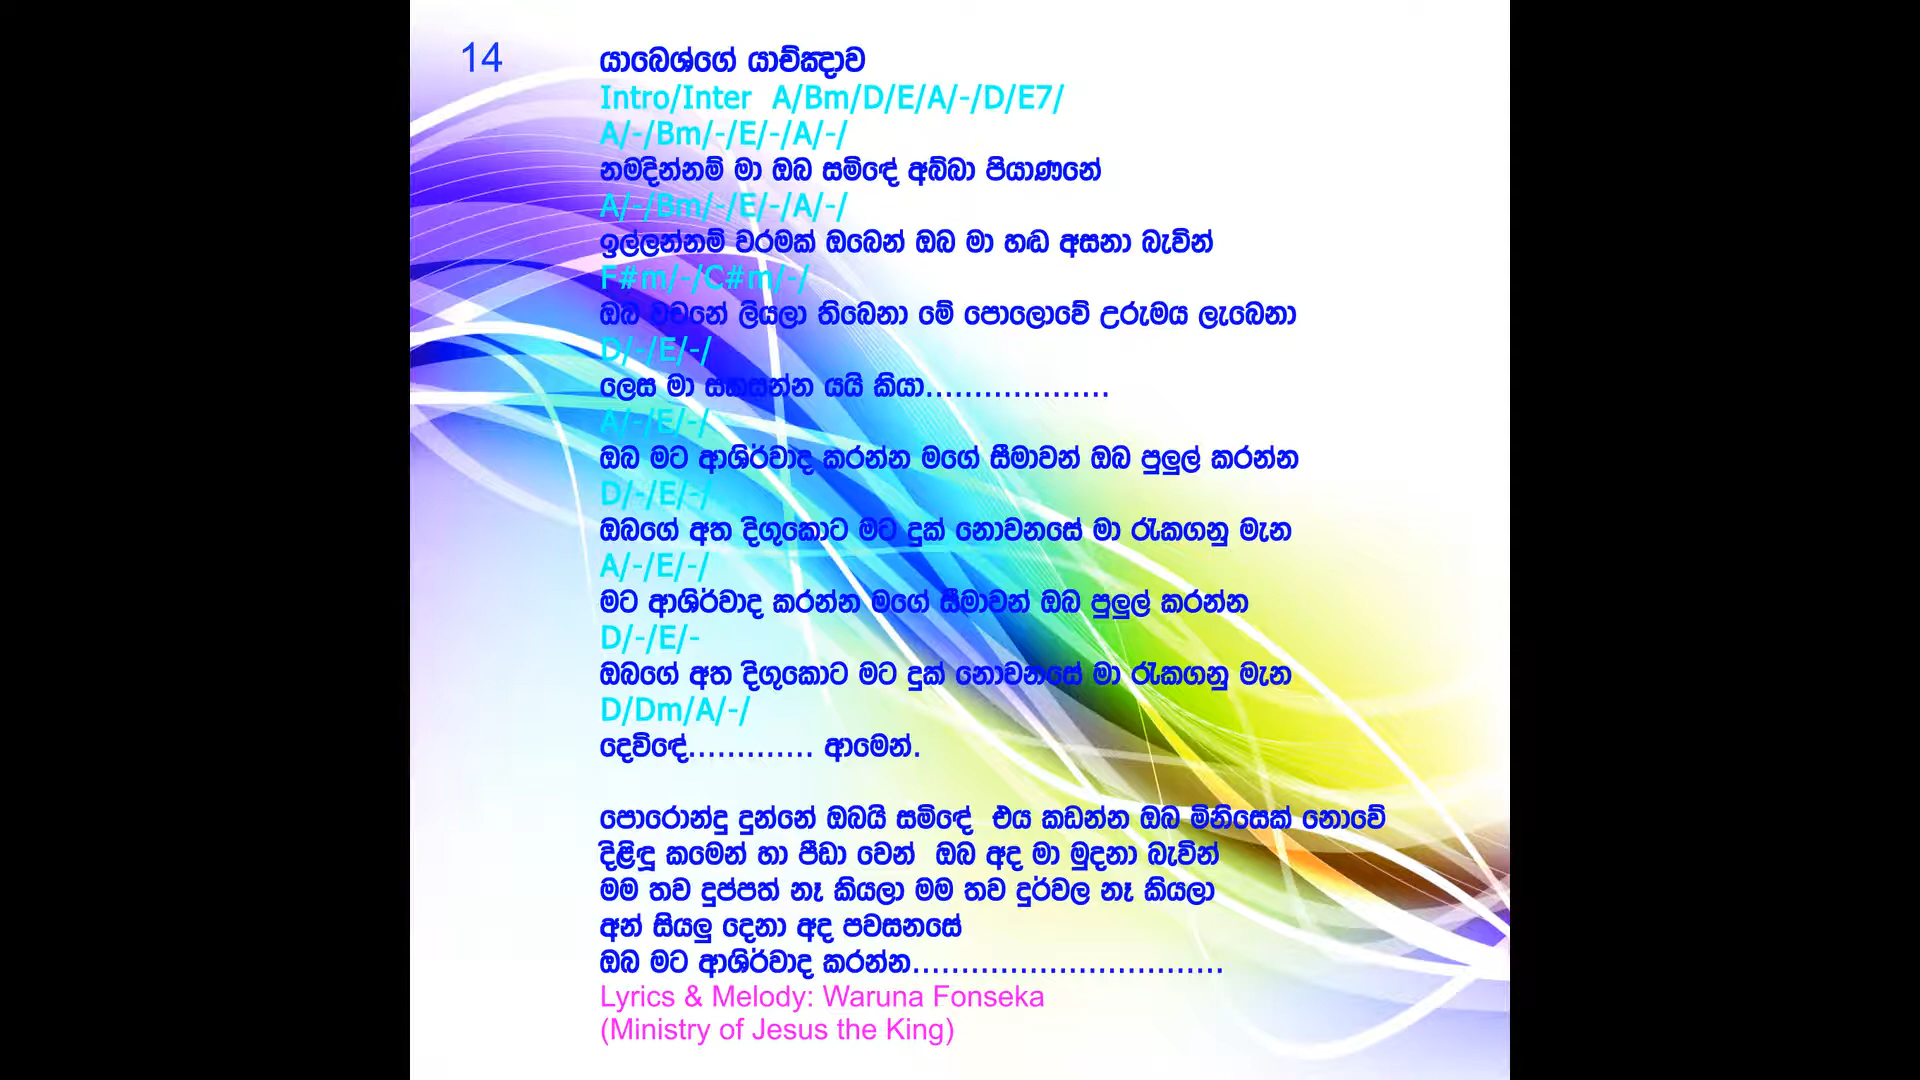 14
යාබෙශ්ගේ යාච්ඤාව
Intro/Inter  A/Bm/D/E/A/-/D/E7/
A/-/Bm/-/E/-/A/-/
නමදින්නම් මා ඔබ සමිඳේ අබ්බා පියාණනේ
A/-/Bm/-/E/-/A/-/
ඉල්ලන්නම් වරමක් ඔබෙන් ඔබ මා හඬ අසනා බැවින්
F#m/-/C#m/-/
ඔබ වචනේ ලියලා තිබෙනා මේ පොලොවේ උරුමය ලැබෙනා
D/-/E/-/
ලෙස මා සකසන්න යයි කියා...................
A/-/E/-/
ඔබ මට ආශිර්වාද කරන්න මගේ සීමාවන් ඔබ පුලුල් කරන්න
D/-/E/-/
ඔබගේ අත දිගුකොට මට දුක් නොවනසේ මා රැකගනු මැන
A/-/E/-/
මට ආශිර්වාද කරන්න මගේ සීමාවන් ඔබ පුලුල් කරන්න
D/-/E/-
ඔබගේ අත දිගුකොට මට දුක් නොවනසේ මා රැකගනු මැන
D/Dm/A/-/
දෙවිඳේ............. ආමෙන්.
පොරොන්දු දුන්නේ ඔබයි සමිඳේ  එය කඩන්න ඔබ මිනිසෙක් නොවේ
දිළිඳූ කමෙන් හා පීඩා වෙන්  ඔබ අද මා මුදනා බැවින්
මම තව දුප්පත් නෑ කියලා මම තව දුර්වල නෑ කියලා
අන් සියලු දෙනා අද පවසනසේ
ඔබ මට ආශිර්වාද කරන්න................................
Lyrics & Melody: Waruna Fonseka
(Ministry of Jesus the King)